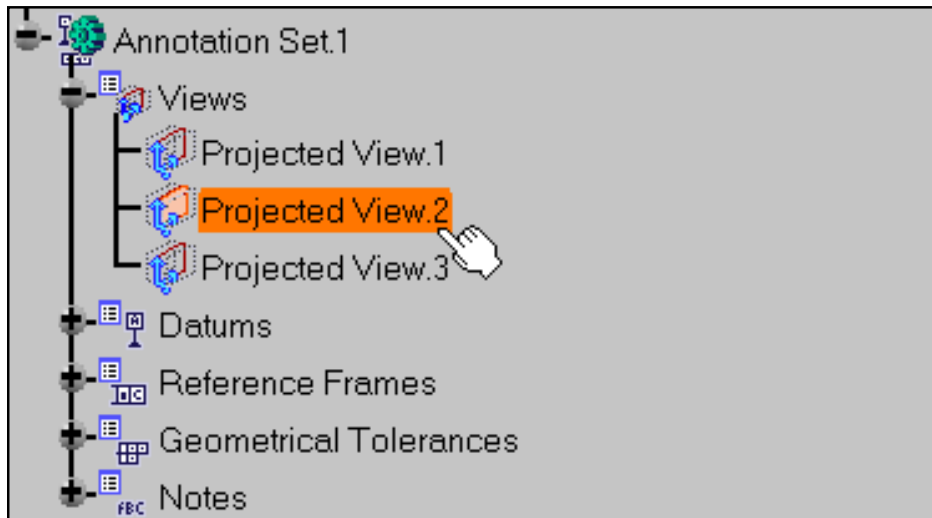 Annotation Set.1
Views
Projected View.1
Projected View.2
Projected View.3
Datums
Reference Frames
Geometrical Tolerances
Notes